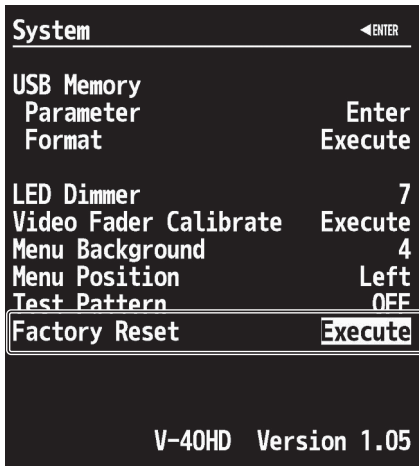 System ◀ENTER
USB Memory
Parameter Enter
Format Execute
LED Dimmer 7
Video Fader Calibrate Execute
Menu Background 4
Menu Position Left
Test Pattern OFF
Factory Reset Execute
V-40HD Version 1.05